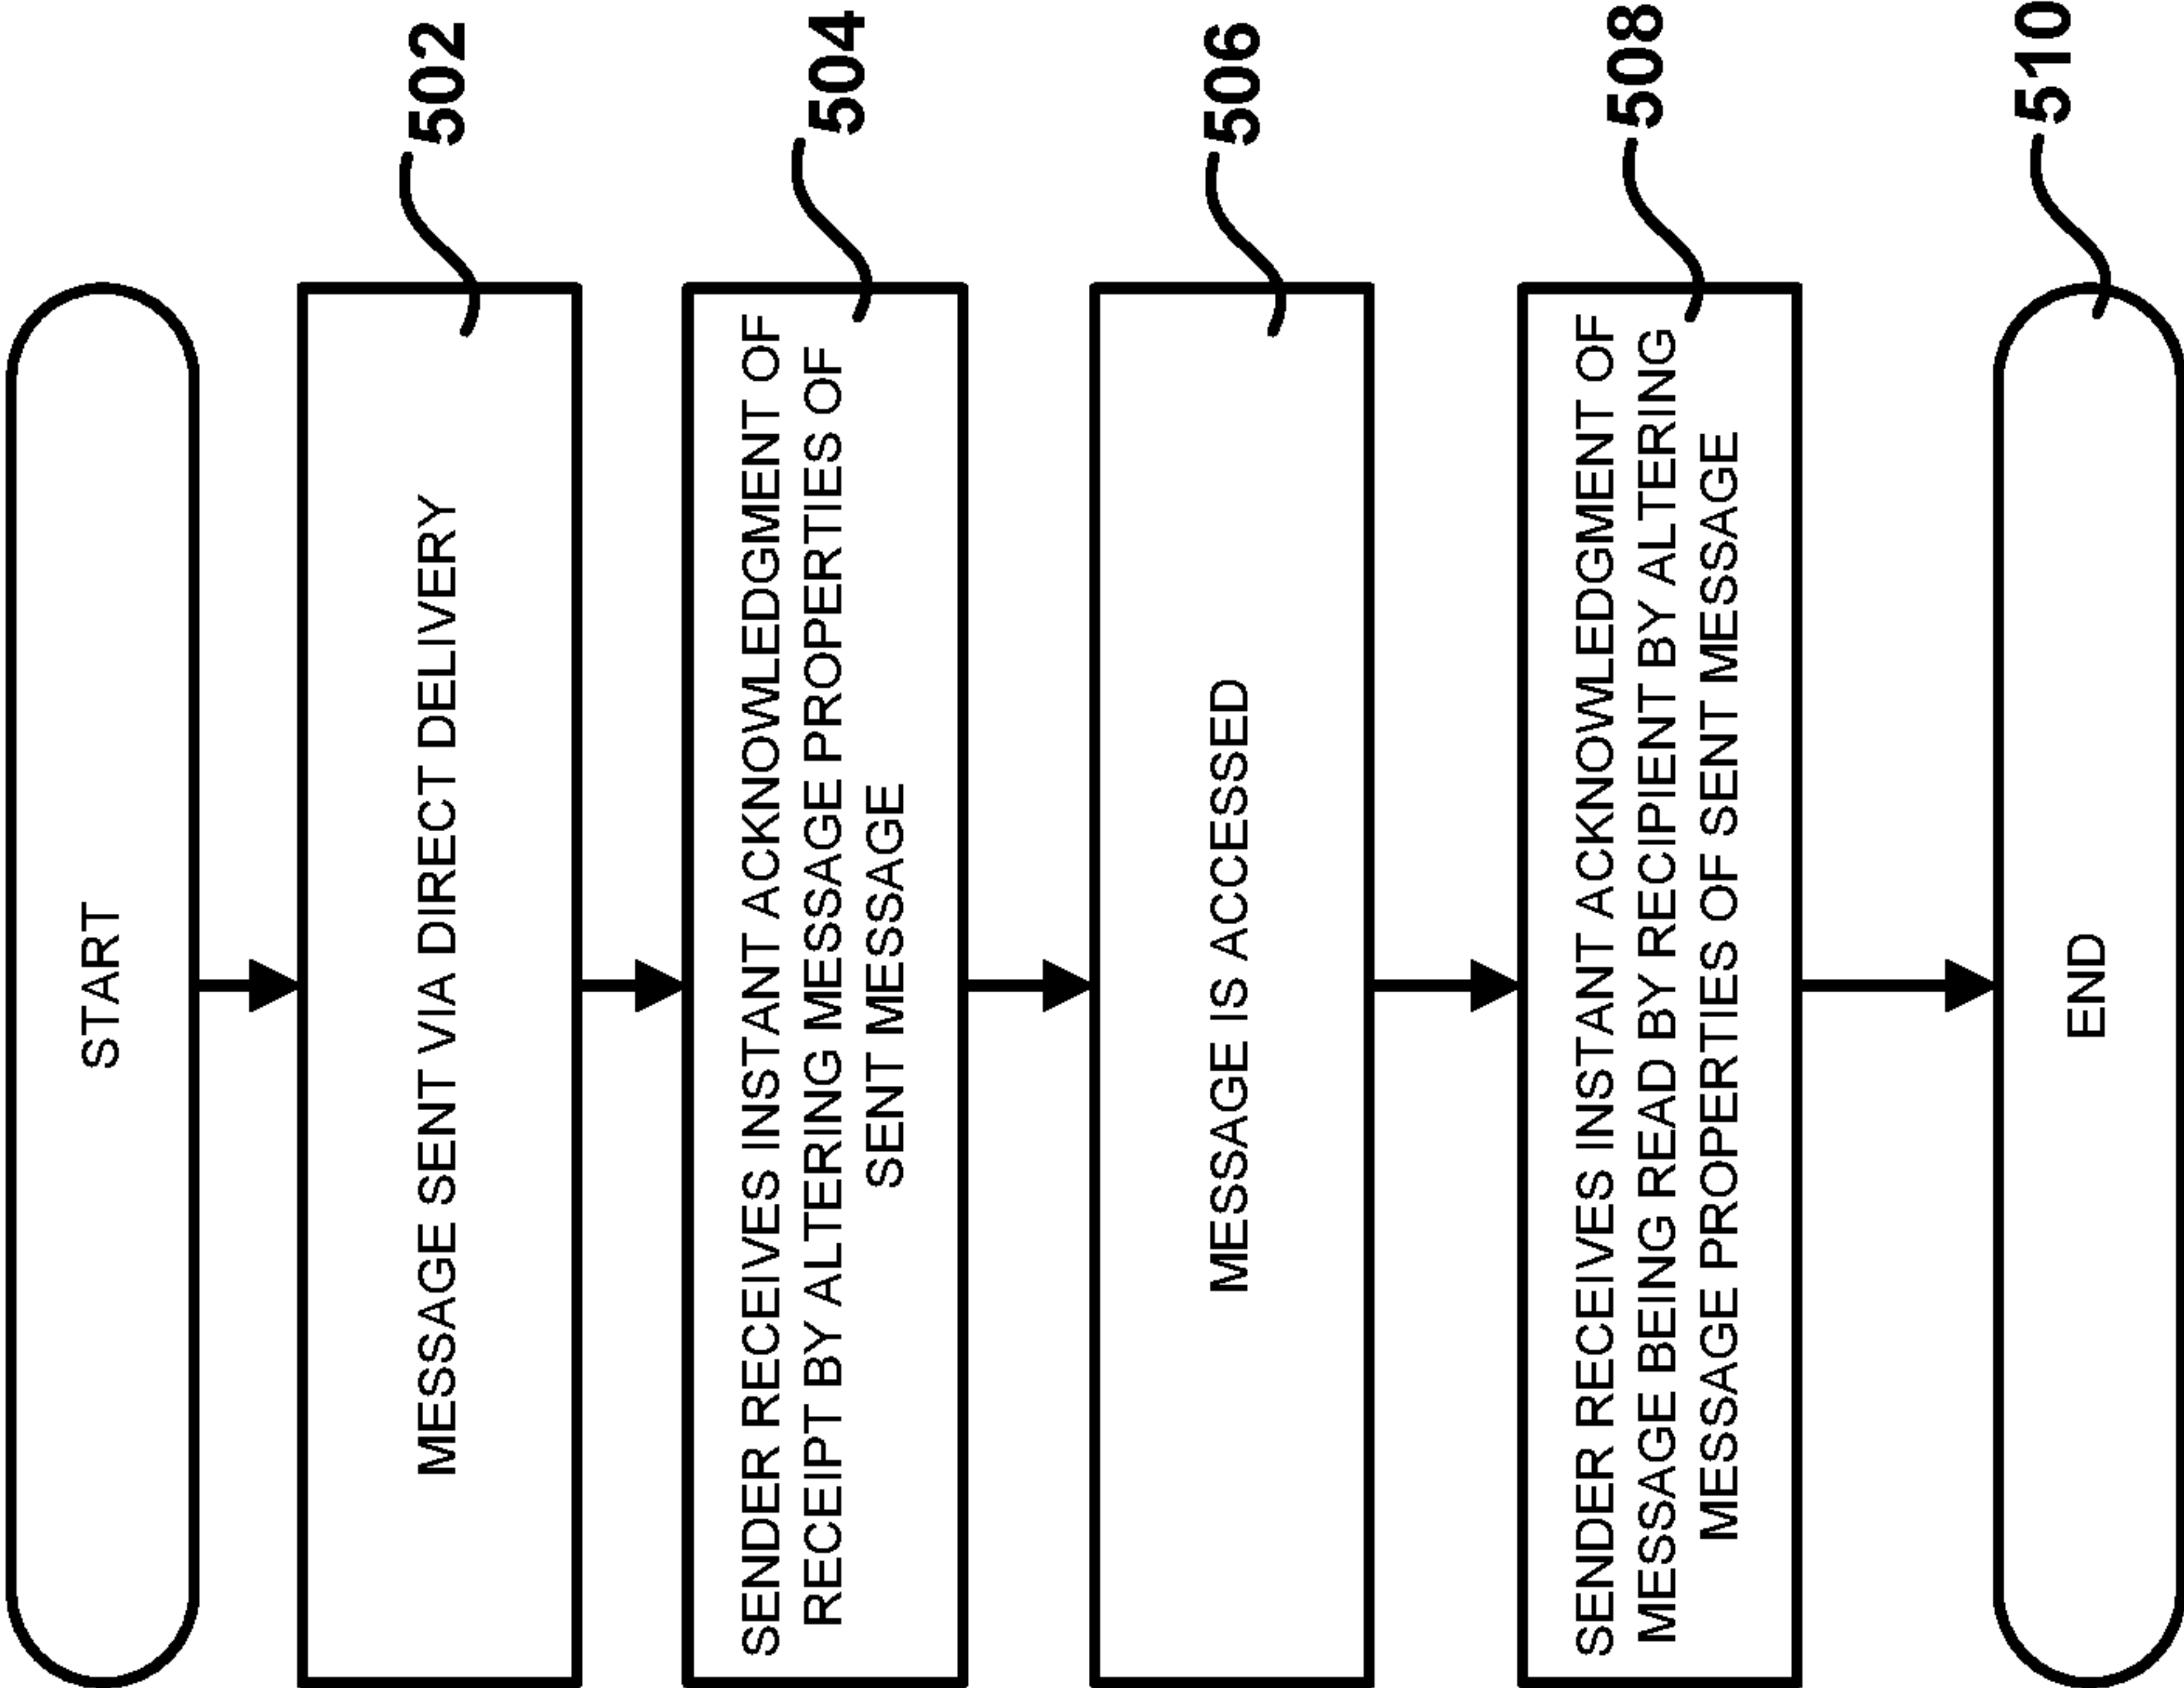 START
MESSAGE SENT VIA DIRECT DELIVERY
502
SENDER RECEIVES INSTANT ACKNOWLEDGMENT OF
RECEIPT BY ALTERING MESSAGE PROPERTIES OF
SENT MESSAGE
504
MESSAGE IS ACCESSED
506
SENDER RECEIVES INSTANT ACKNOWLEDGMENT OF
MESSAGE BEING READ BY RECIPIENT BY ALTERING
MESSAGE PROPERTIES OF SENT MESSAGE
508
END
510